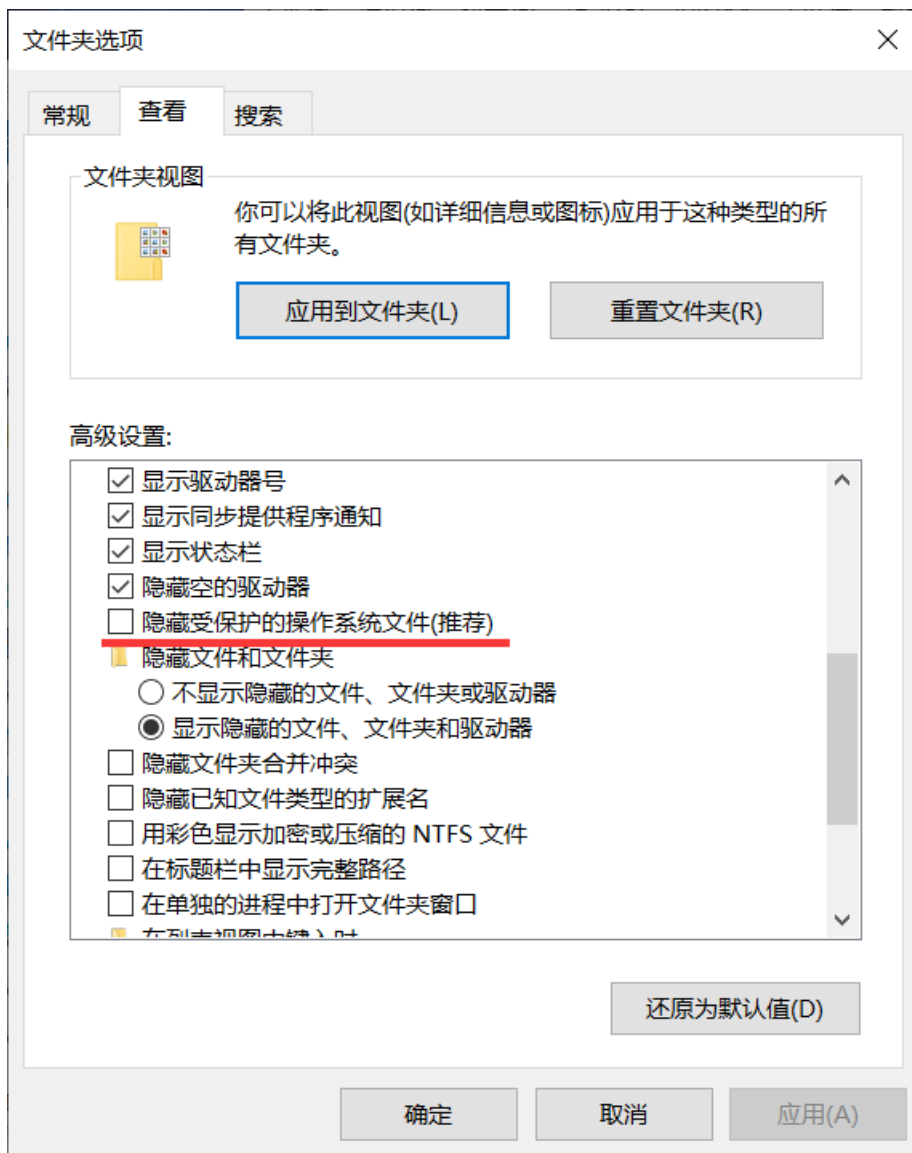 文件夹选项
常规
查看
搜索
文件夹视图
你可以将此视图(如详细信息或图标)应用于这种类型的所
有文件夹。
应用到文件夹(L)
重置文件夹(R)
高级设置:
显示驱动器号
显示同步提供程序通知
显示状态栏
隐藏空的驱动器
隐藏受保护的操作系统文件(推荐)
隐藏文件和文件夹
不显示隐藏的文件、文件夹或驱动器
显示隐藏的文件、文件夹和驱动器
隐藏文件夹合并冲突
隐藏已知文件类型的扩展名
用彩色显示加密或压缩的 NTFS 文件
在标题栏中显示完整路径
在单独的进程中打开文件夹窗口
在列表视图中键入时
还原为默认值(D)
确定
取消
应用(A)